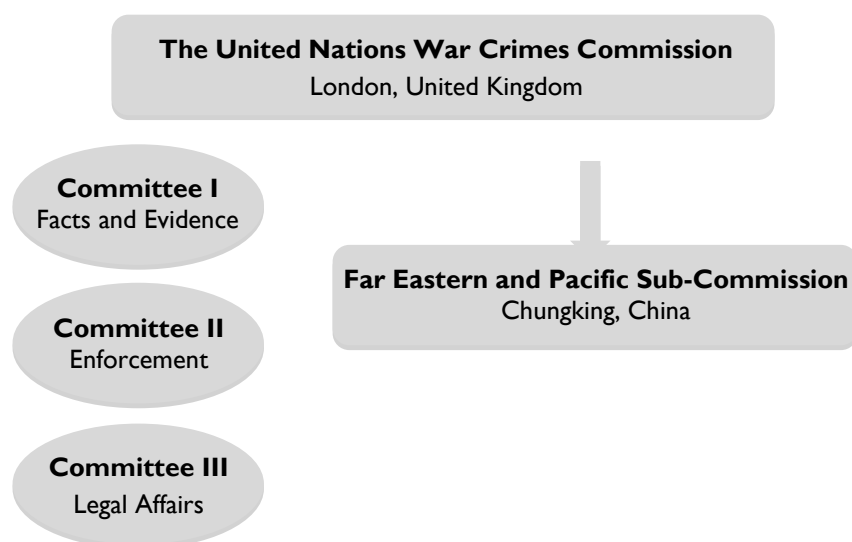 The United Nations War Crimes Commission
London, United Kingdom
Committee I
Facts and Evidence
Far Eastern and Pacific Sub-Commission
Chungking, China
Committee II
Enforcement
Committee III
Legal Affairs